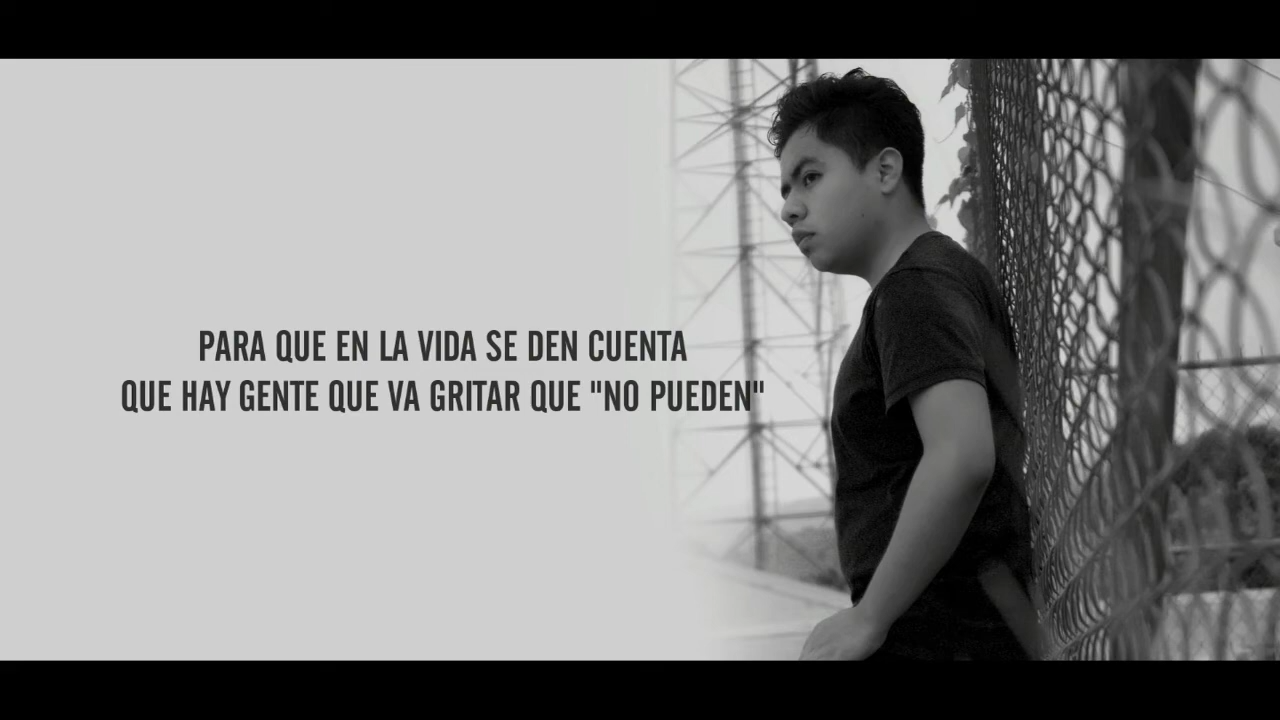 PARA QUE EN LA VIDA SE DEN CUENTA
QUE HAY GENTE QUE VA GRITAR QUE "NO PUEDEN"